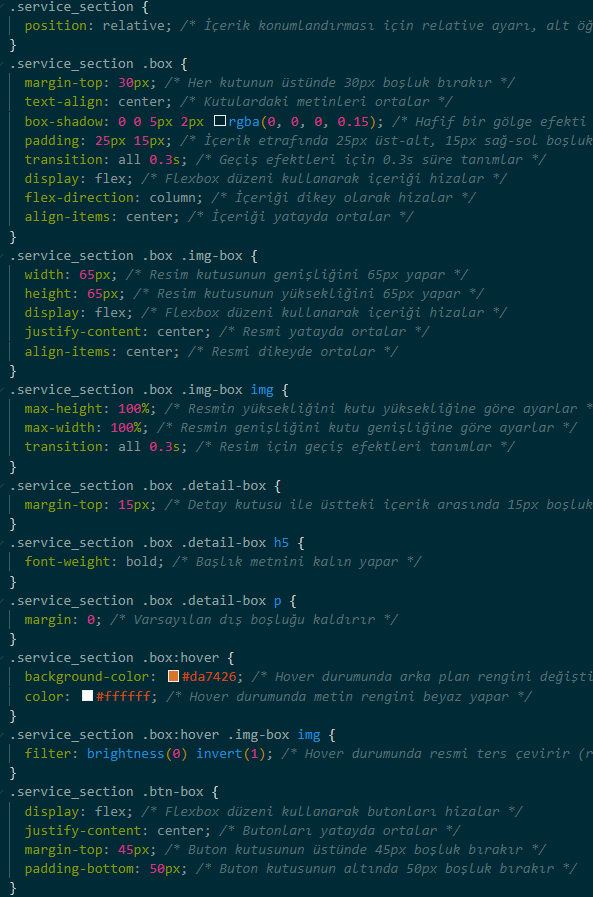 .service_section {
position: relative; /* İçerik konumlandırması için relative ayarı, alt öğ
}
.service_section .box {
margin-top: 30px; /* Her kutunun üstünde 30px boşluk bırakır */
text-align: center; /* Kutulardaki metinleri ortalar */
box-shadow: 0 0 5px 2px rgba(0, 0, 0, 0.15); /* Hafif bir gölge efekti
padding: 25px 15px; /* İçerik etrafında 25px üst-alt, 15px sağ-sol boşluk
transition: all 0.3s; /* Geçiş efektleri için 0.3s süre tanımlar */
display: flex; /* Flexbox düzeni kullanarak içeriği hizalar */
flex-direction: column; /* İçeriği dikey olarak hizalar */
align-items: center; /* İçeriği yatayda ortalar */
}
.service_section .box .img-box {
width: 65px; /* Resim kutusunun genişliğini 65px yapar */
height: 65px; /* Resim kutusunun yüksekliğini 65px yapar */
display: flex; /* Flexbox düzeni kullanarak içeriği hizalar */
justify-content: center; /* Resmi yatayda ortalar */
align-items: center; /* Resmi dikeyde ortalar */
}
.service_section .box .img-box img {
max-height: 100%; /* Resmin yüksekliğini kutu yüksekliğine göre ayarlar *
max-width: 100%; /* Resmin genişliğini kutu genişliğine göre ayarlar */
transition: all 0.3s; /* Resim için geçiş efektleri tanımlar */
}
.service_section .box .detail-box {
margin-top: 15px; /* Detay kutusu ile üstteki içerik arasında 15px boşluk
}
.service_section .box .detail-box h5 {
font-weight: bold; /* Başlık metnini kalın yapar */
}
.service_section .box .detail-box p {
margin: 0; /* Varsayılan dış boşluğu kaldırır */
}
.service_section .box:hover {
background-color: #da7426; /* Hover durumunda arka plan rengini değişti
color: #ffffff; /* Hover durumunda metin rengini beyaz yapar */
}
.service_section .box:hover .img-box img {
filter: brightness(0) invert(1); /* Hover durumunda resmi ters çevirir (r
}
.service_section .btn-box {
display: flex; /* Flexbox düzeni kullanarak butonları hizalar */
justify-content: center; /* Butonları yatayda ortalar */
margin-top: 45px; /* Buton kutusunun üstünde 45px boşluk bırakır */
padding-bottom: 50px; /* Buton kutusunun altında 50px boşluk bırakır */
}